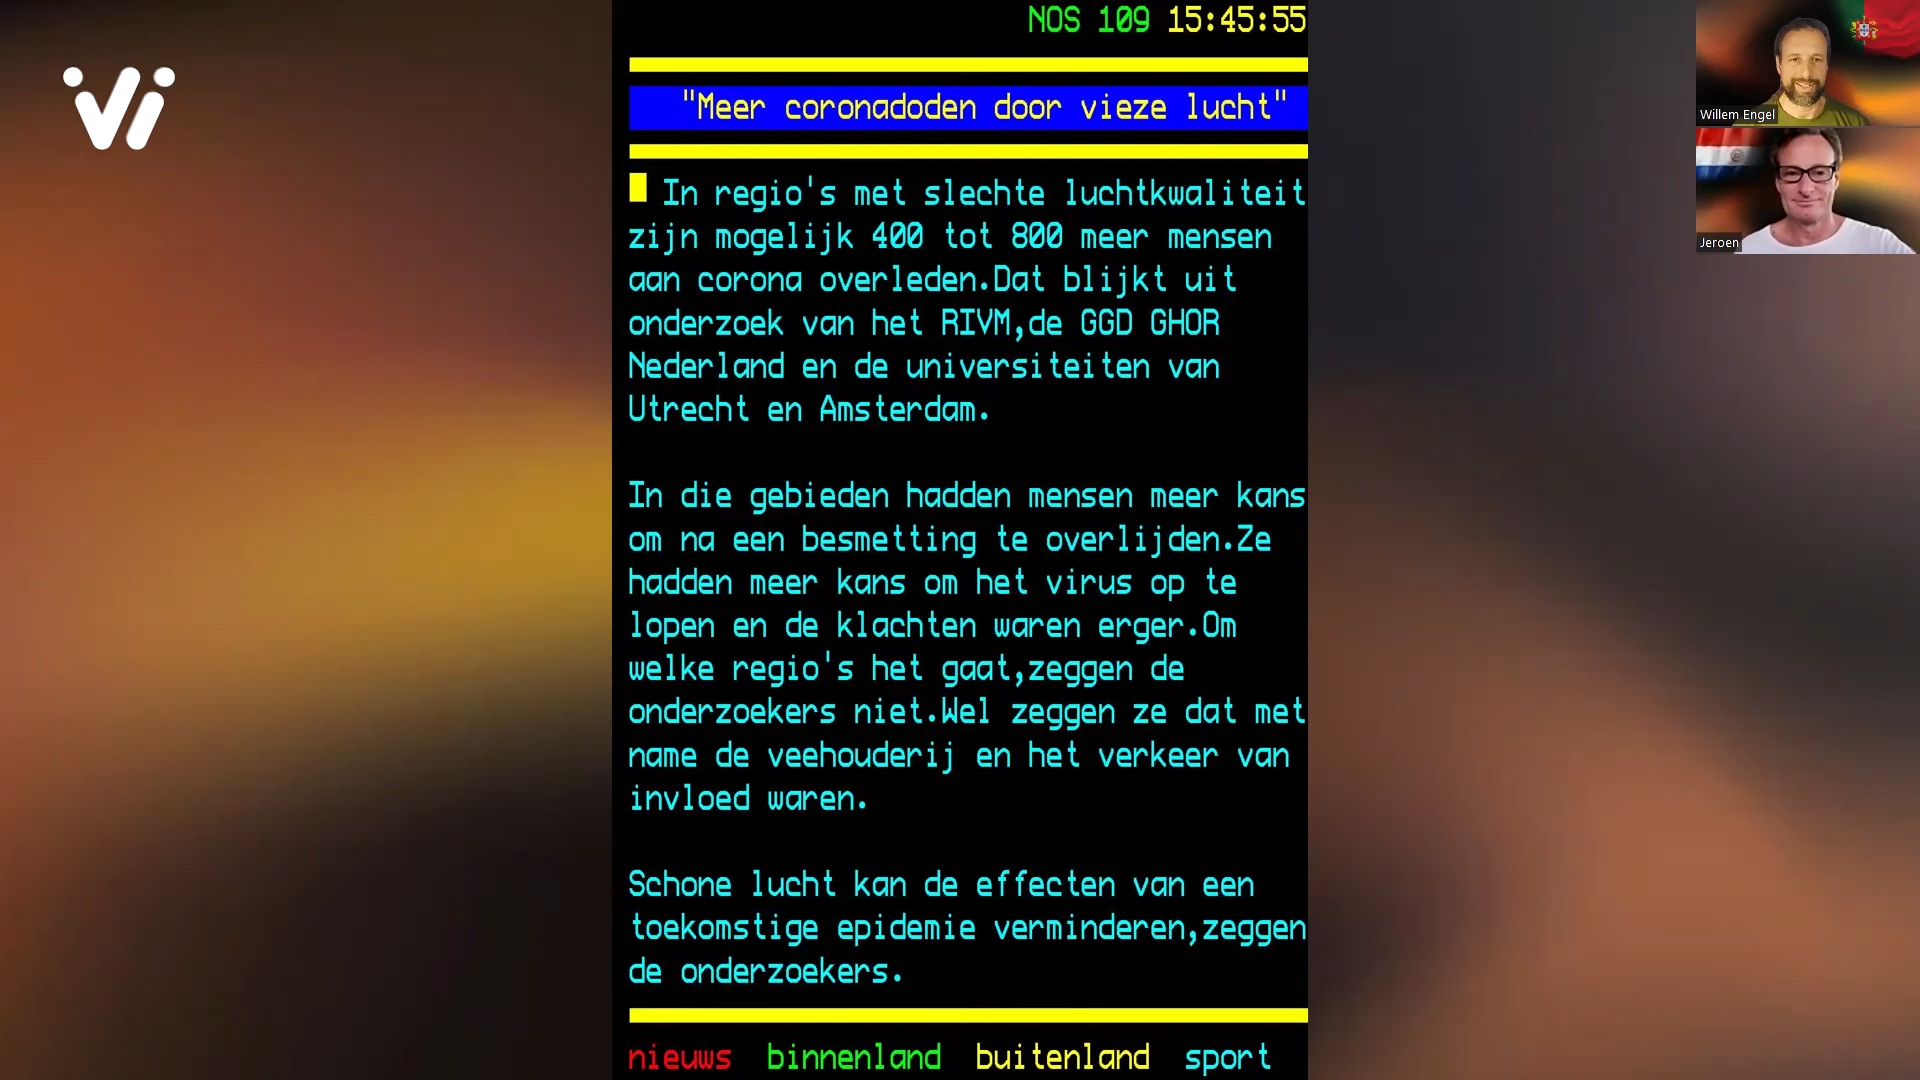 NOS 109 15:45:55
"Meer coronadoden door vieze lucht"
In regio's met slechte luchtkwaliteit
zijn mogelijk 400 tot 800 meer mensen
aan corona overleden.Dat blijkt uit
onderzoek van het RIVM,de GGD GHOR
Nederland en de universiteiten van
Utrecht en Amsterdam.
In die gebieden hadden mensen meer kans
om na een besmetting te overlijden.Ze
hadden meer kans om het virus op te
lopen en de klachten waren erger.Om
welke regio's het gaat,zeggen de
onderzoekers niet.Wel zeggen ze dat met
name de veehouderij en het verkeer van
invloed waren.
Schone lucht kan de effecten van een
toekomstige epidemie verminderen,zeggen
de onderzoekers.
nieuws binnenland buitenland sport
Willem Engel
Jeroen